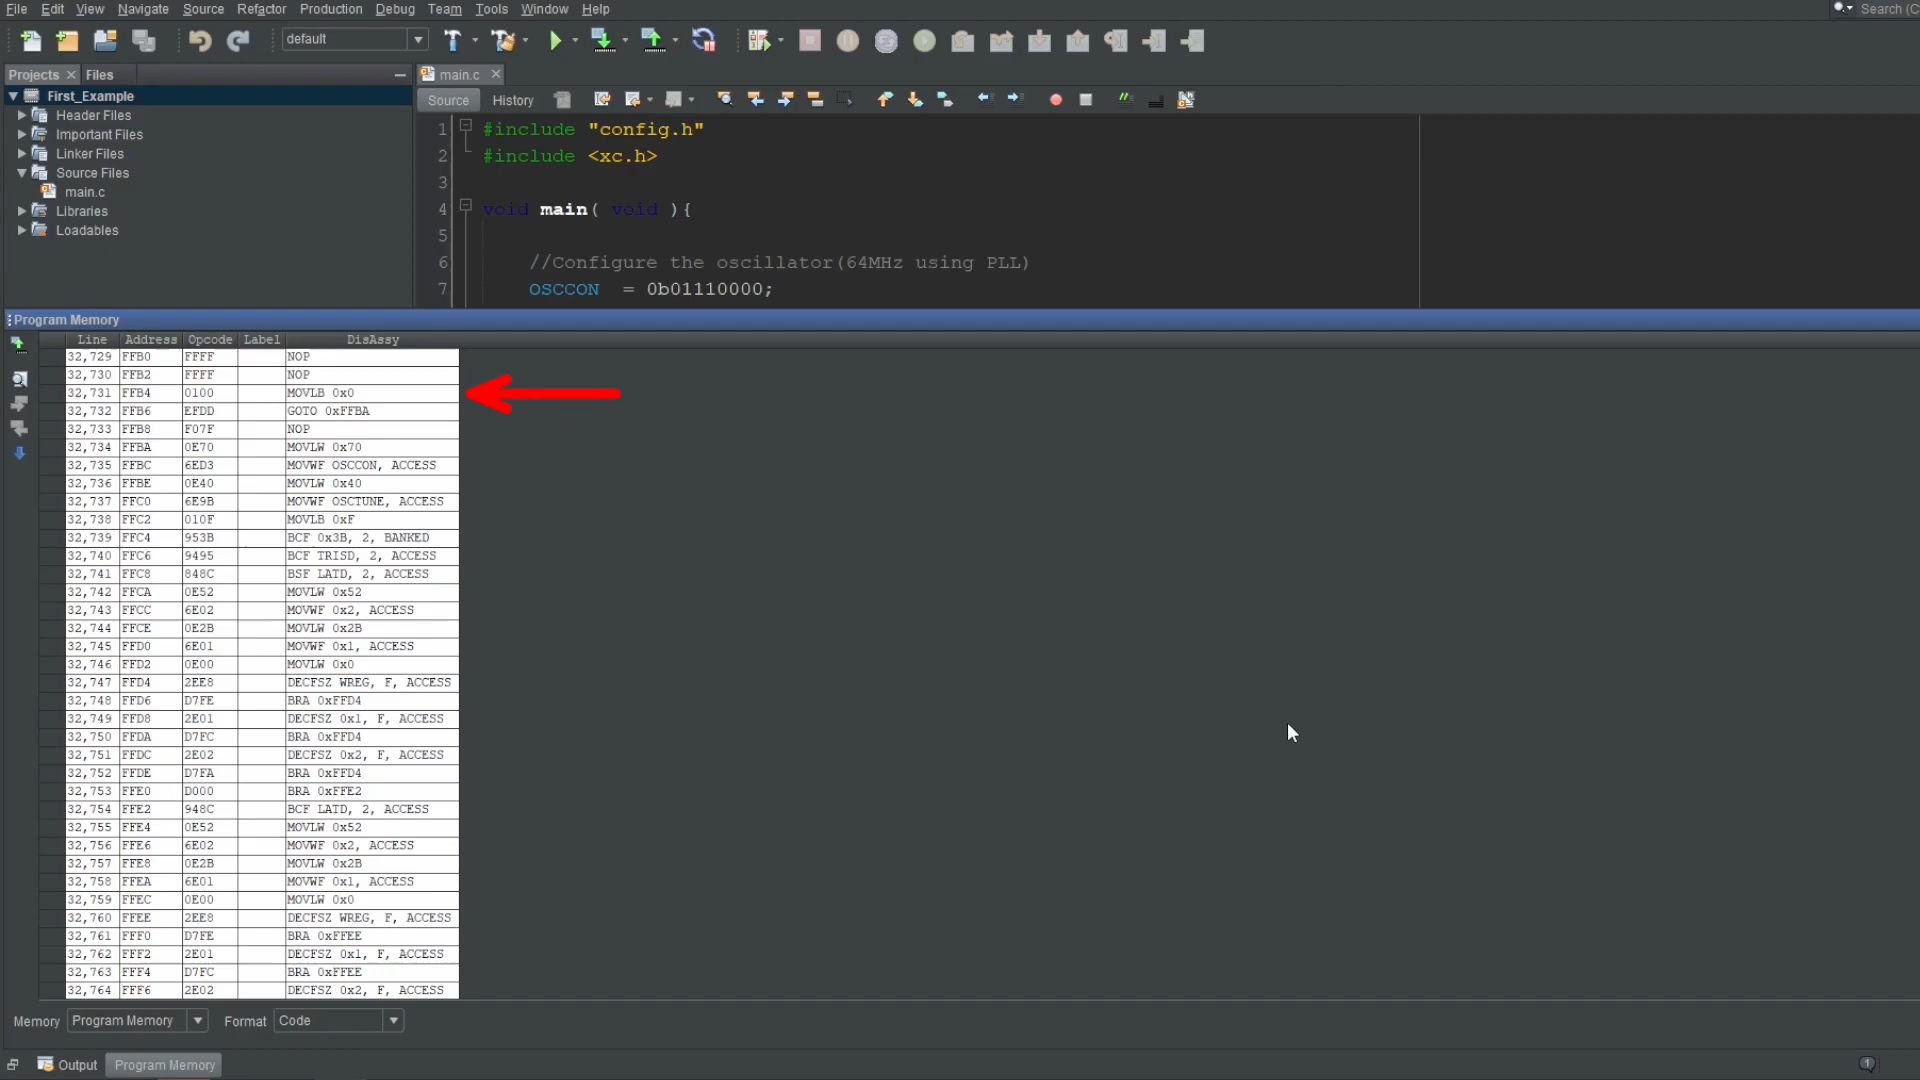 File Edit View Navigate Source Refactor Production Debug Team Tools Window Help Search (C
default
Projects Files main.c
First_Example
Header Files
Important Files
Linker Files
Source Files
main.c
Libraries
Loadables
Source History
1 #include "config.h"
2 #include <xc.h>
3
4 void main( void ){
5
6 //Configure the oscillator(64MHz using PLL)
7 OSCCON = 0b01110000;
Program Memory
Line Address Opcode Label DisAssy
32,729 FFB0 FFFF NOP
32,730 FFB2 FFFF NOP
32,731 FFB4 0100 MOVLB 0x0
32,732 FFB6 EFDD GOTO 0xFFBA
32,733 FFB8 F07F NOP
32,734 FFBA 0E70 MOVLW 0x70
32,735 FFBC 6ED3 MOVWF OSCCON, ACCESS
32,736 FFBE 0E40 MOVLW 0x40
32,737 FFC0 6E9B MOVWF OSCTUNE, ACCESS
32,738 FFC2 010F MOVLB 0xF
32,739 FFC4 953B BCF 0x3B, 2, BANKED
32,740 FFC6 9495 BCF TRISD, 2, ACCESS
32,741 FFC8 848C BSF LATD, 2, ACCESS
32,742 FFCA 0E52 MOVLW 0x52
32,743 FFCC 6E02 MOVWF 0x2, ACCESS
32,744 FFCE 0E2B MOVLW 0x2B
32,745 FFD0 6E01 MOVWF 0x1, ACCESS
32,746 FFD2 0E00 MOVLW 0x0
32,747 FFD4 2EE8 DECFSZ WREG, F, ACCESS
32,748 FFD6 D7FE BRA 0xFFD4
32,749 FFD8 2E01 DECFSZ 0x1, F, ACCESS
32,750 FFDA D7FC BRA 0xFFD4
32,751 FFDC 2E02 DECFSZ 0x2, F, ACCESS
32,752 FFDE D7FA BRA 0xFFD4
32,753 FFE0 D000 BRA 0xFFE2
32,754 FFE2 948C BCF LATD, 2, ACCESS
32,755 FFE4 0E52 MOVLW 0x52
32,756 FFE6 6E02 MOVWF 0x2, ACCESS
32,757 FFE8 0E2B MOVLW 0x2B
32,758 FFEA 6E01 MOVWF 0x1, ACCESS
32,759 FFEC 0E00 MOVLW 0x0
32,760 FFEE 2EE8 DECFSZ WREG, F, ACCESS
32,761 FFF0 D7FE BRA 0xFFEE
32,762 FFF2 2E01 DECFSZ 0x1, F, ACCESS
32,763 FFF4 D7FC BRA 0xFFEE
32,764 FFF6 2E02 DECFSZ 0x2, F, ACCESS
Memory Program Memory Format Code
Output Program Memory 1